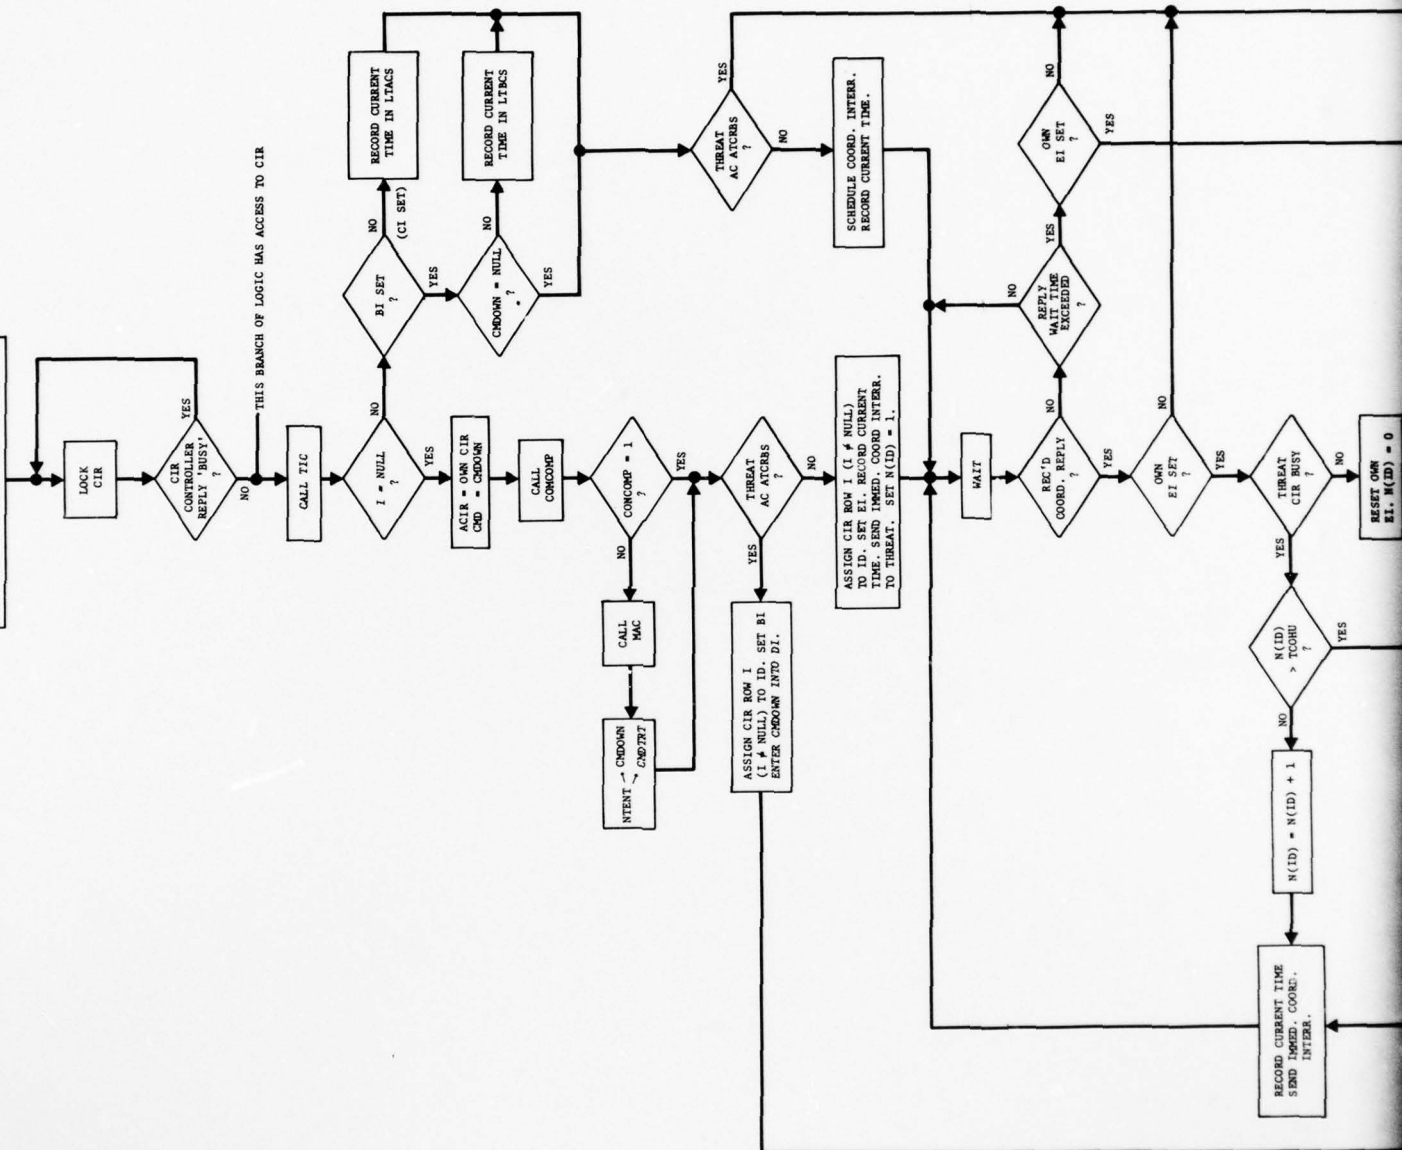 LOCK
CIR
CIR
CONTROLLER
REPLY 'BUSY'
?
YES
NO
THIS BRANCH OF LOGIC HAS ACCESS TO CIR
CALL TIC
I = NULL
?
NO
YES
BI SET
?
NO
(CI SET)
YES
RECORD CURRENT
TIME IN LTACS
CMDOWN = NULL
?
NO
YES
RECORD CURRENT
TIME IN LTBCS
ACIR = OWN CIR
CMD = CMDOWN
CALL
COMCOMP
CONCOMP = 1
?
NO
YES
CALL
MAC
NTENT
CMDOWN
CMDTRT
THREAT
AC ATCRBS
?
YES
NO
SCHEDULE COORD. INTERR.
RECORD CURRENT TIME.
THREAT
AC ATCRBS
?
YES
NO
ASSIGN CIR ROW I
(I ≠ NULL) TO ID. SET BI
ENTER CMDOWN INTO DI.
ASSIGN CIR ROW I (I ≠ NULL)
TO ID. SET EI. RECORD CURRENT
TIME. SEND IMMED. COORD INTERR.
TO THREAT. SET N(ID) = 1.
WAIT
REC'D
COORD. REPLY
?
NO
YES
REPLY
WAIT TIME
EXCEEDED
?
NO
YES
OWN
EI SET
?
NO
YES
OWN
EI SET
?
NO
YES
THREAT
CIR BUSY
?
YES
NO
RESET OWN
EI. N(ID) = 0
N(ID)
> TCOHU
?
YES
NO
N(ID) = N(ID) + 1
RECORD CURRENT TIME
SEND IMMED. COORD.
INTERR.